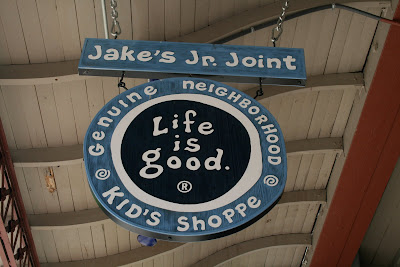 Jake's Jr. Joint
Genuine NeighborHOOD
Life
is
good.
®
KiD's SHoppe